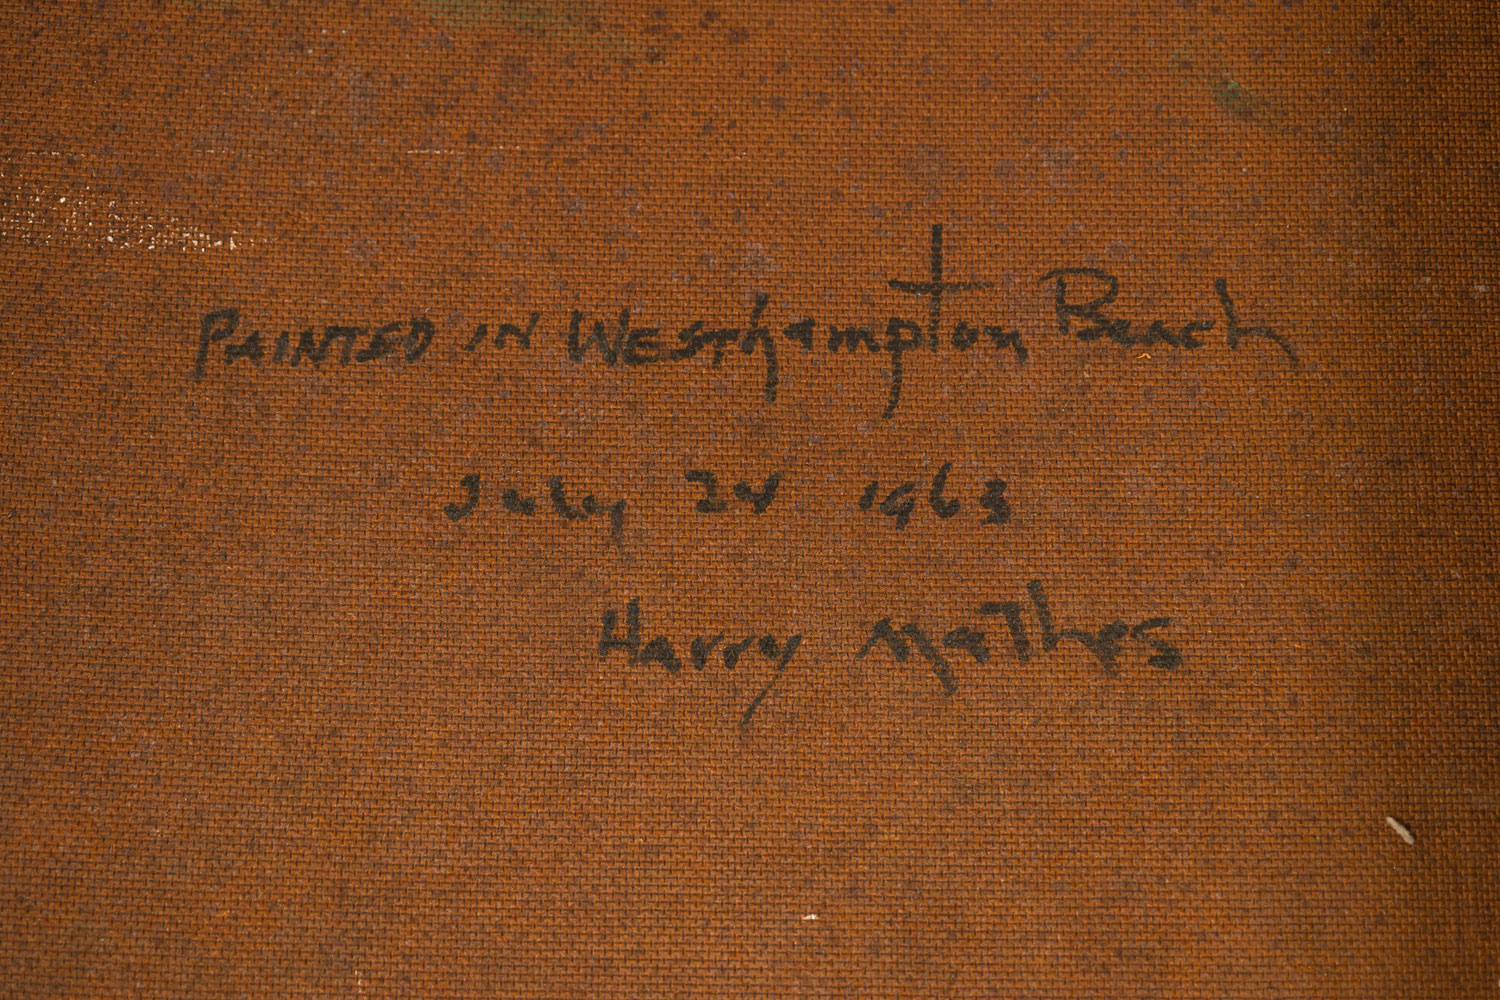 PAINTED IN WESThampton Beach
July 24 1963
Harry Mathes